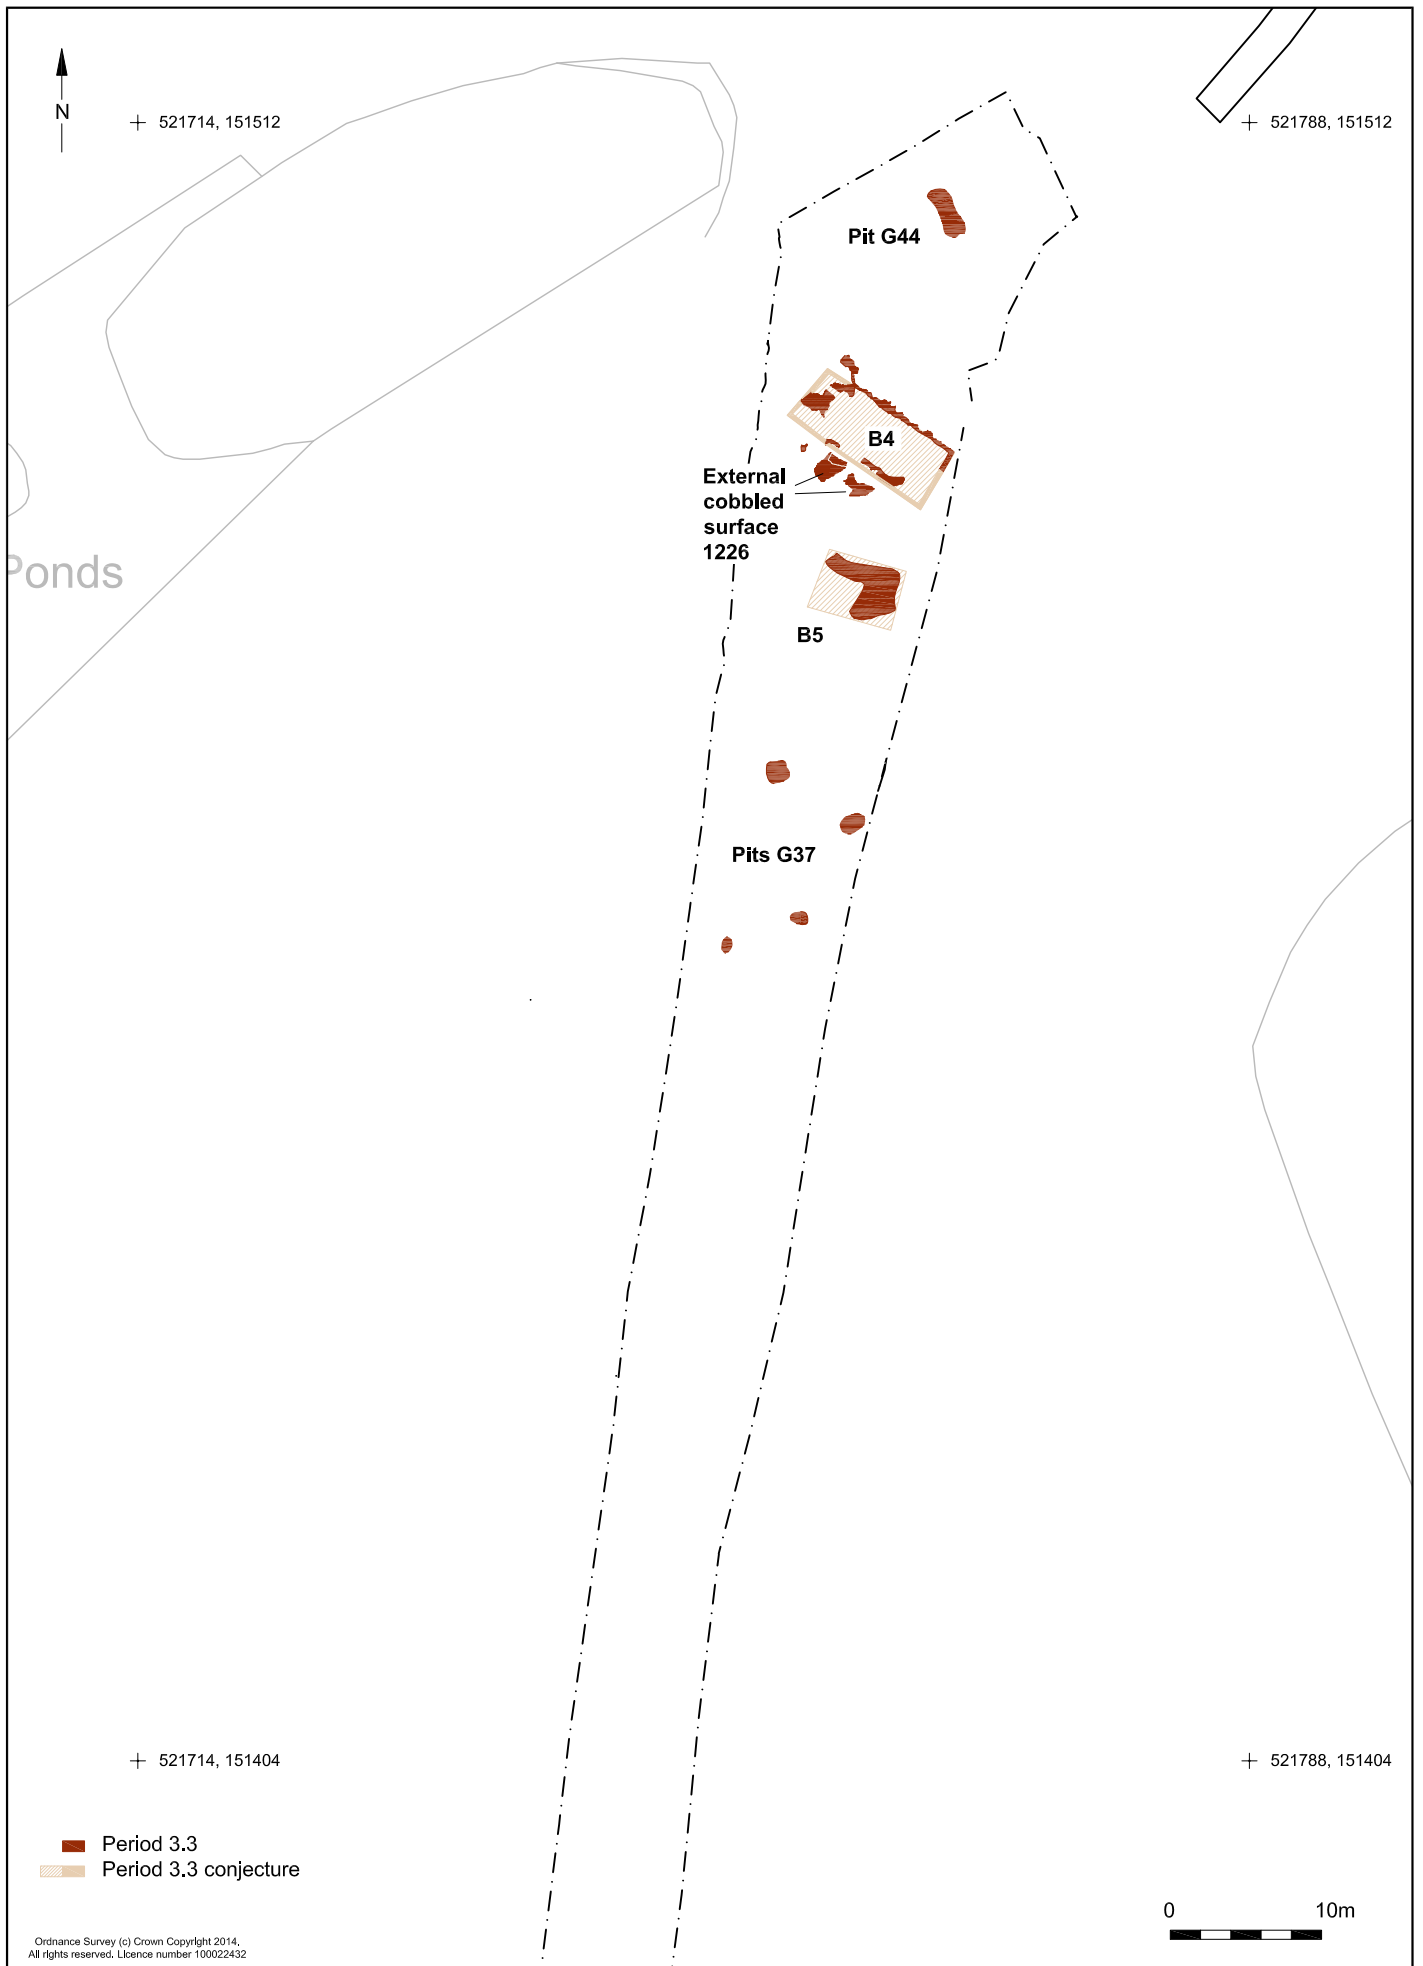 N
521714, 151512
521788, 151512
Pit G44
B4
External
cobbled
surface
1226
Ponds
B5
Pits G37
521714, 151404
521788, 151404
Period 3.3
Period 3.3 conjecture
0 10m
Ordnance Survey (c) Crown Copyright 2014,
All rights reserved. Licence number 100022432